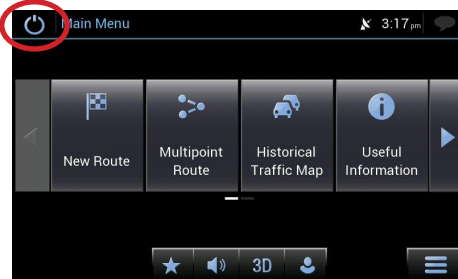 Main Menu
3:17 pm
New Route
Multipoint
Route
Historical
Traffic Map
Useful
Information
3D